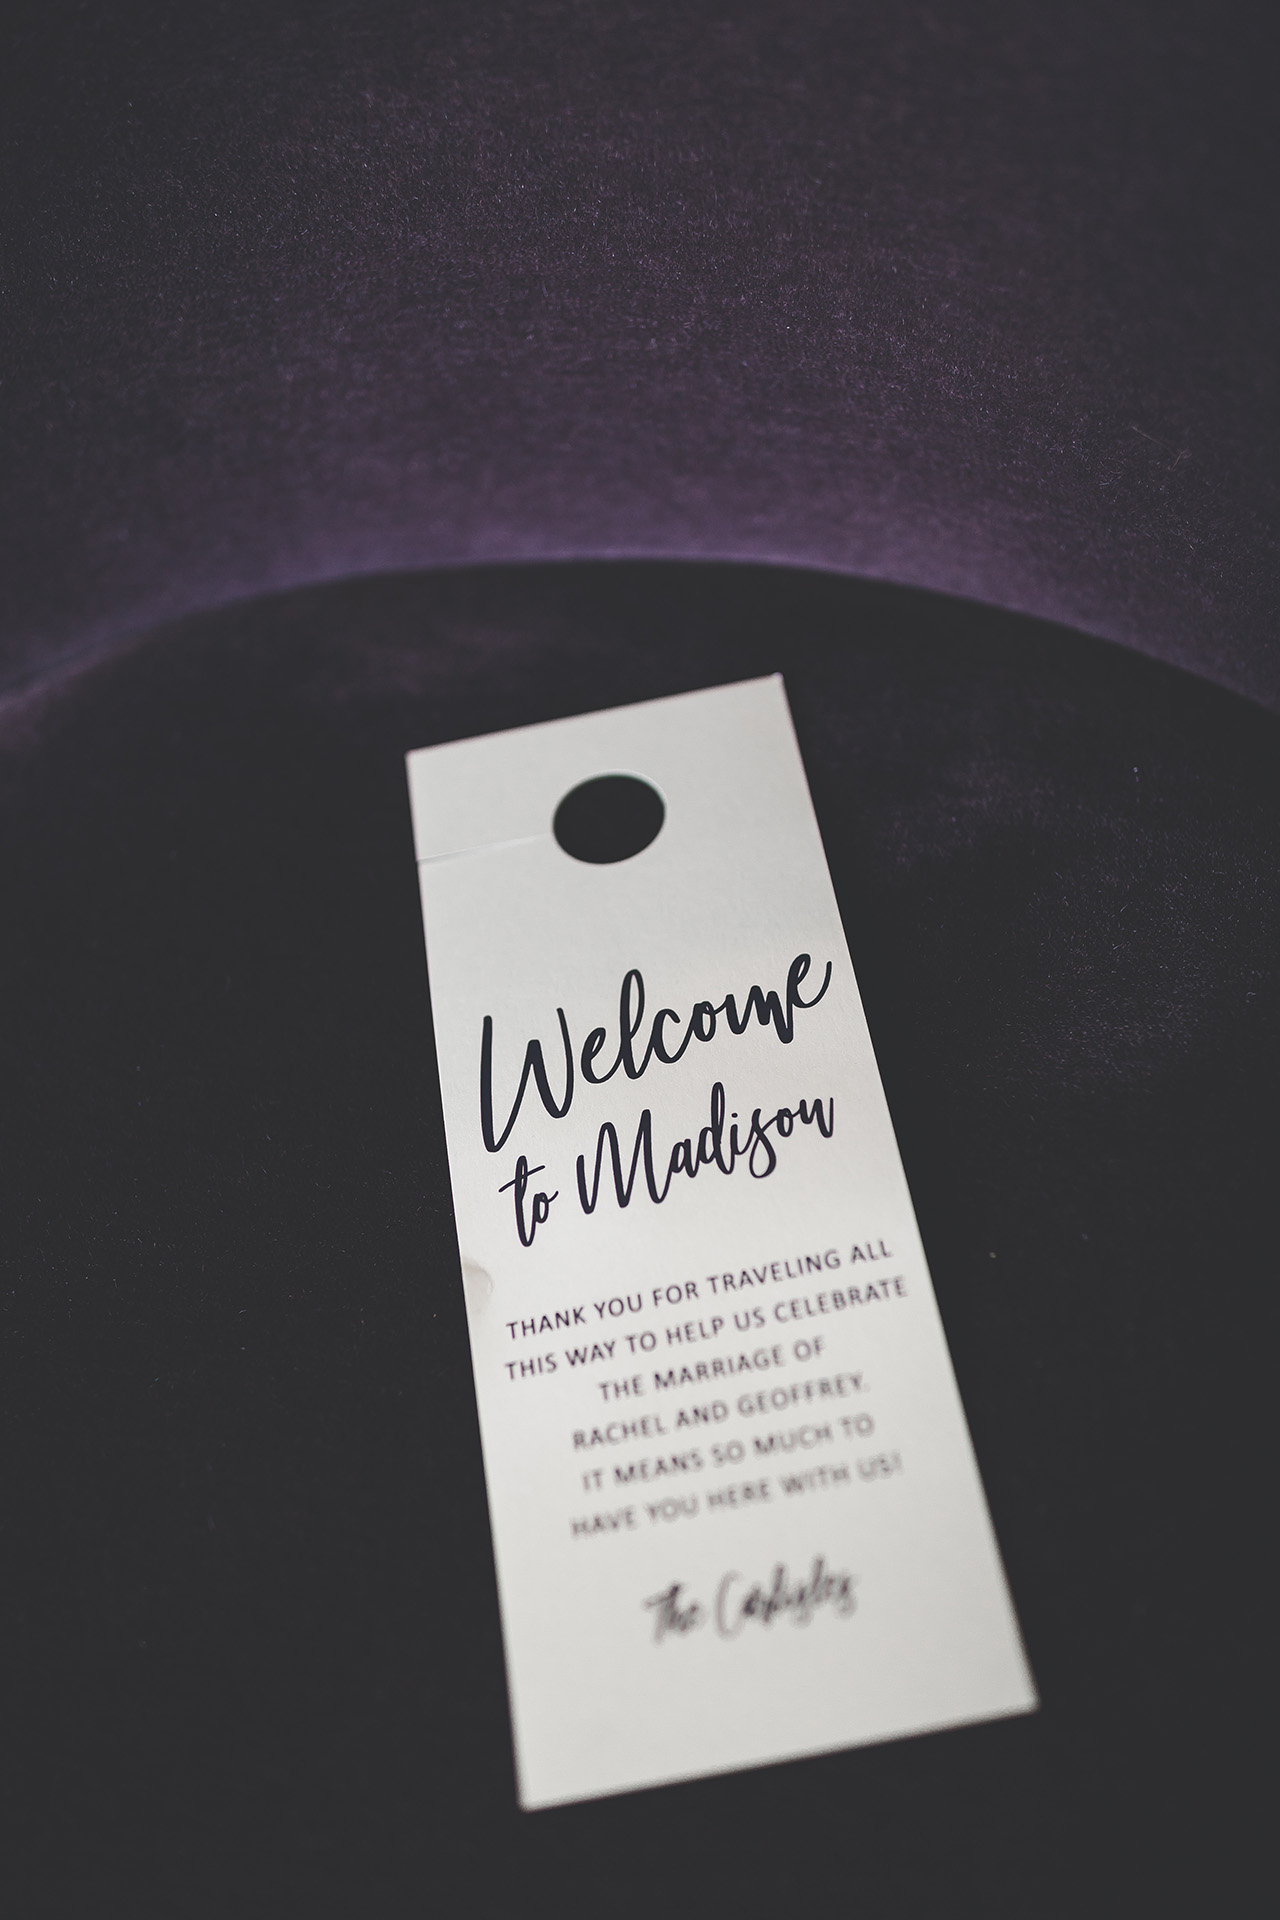 Welcome
to Madison
THANK YOU FOR TRAVELING ALL
THIS WAY TO HELP US CELEBRATE
THE MARRIAGE OF
RACHEL AND GEOFFREY.
IT MEANS SO MUCH TO
HAVE YOU HERE WITH US!
The